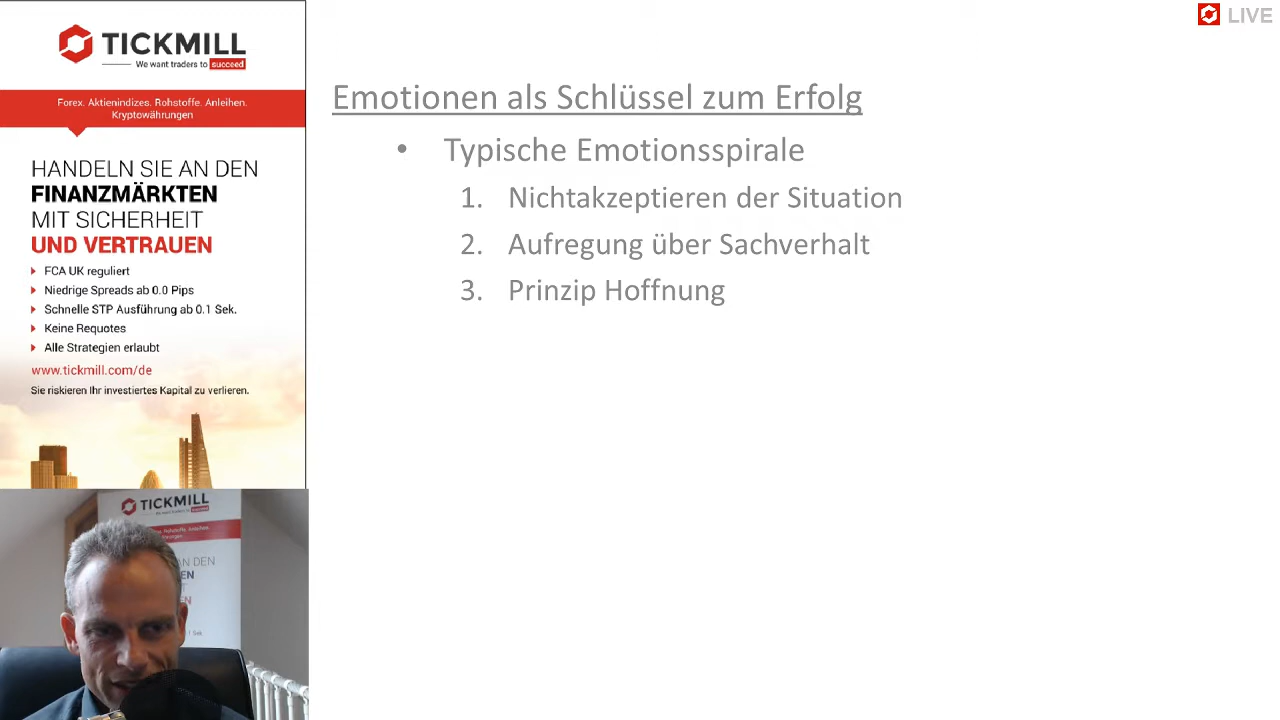 TICKMILL
We want traders to succeed
Forex. Aktienindizes. Rohstoffe. Anleihen.
Kryptowährungen
HANDELN SIE AN DEN
FINANZMÄRKTEN
MIT SICHERHEIT
UND VERTRAUEN
FCA UK reguliert
Niedrige Spreads ab 0.0 Pips
Schnelle STP Ausführung ab 0.1 Sek.
Keine Requotes
Alle Strategien erlaubt
www.tickmill.com/de
Sie riskieren Ihr investiertes Kapital zu verlieren.
LIVE
Emotionen als Schlüssel zum Erfolg
• Typische Emotionsspirale
1. Nichtakzeptieren der Situation
2. Aufregung über Sachverhalt
3. Prinzip Hoffnung
TICKMILL
AN DEN